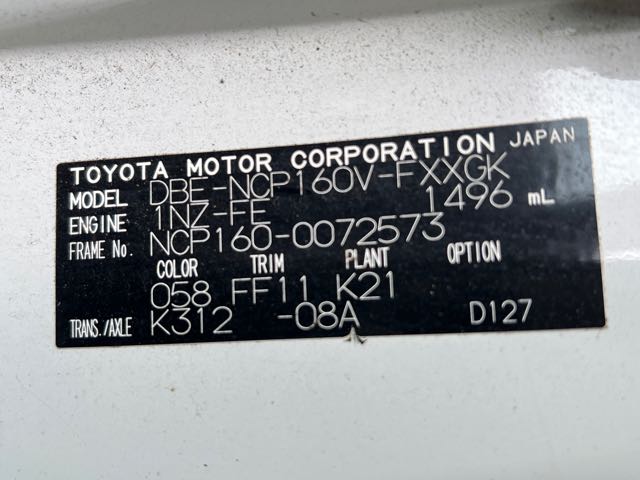 TOYOTA MOTOR CORPORATION JAPAN
MODEL DBE-NCP160V-FXXGK
ENGINE 1NZ-FE 1496 mL
FRAME No. NCP160-0072573
COLOR TRIM PLANT OPTION
058 FF11 K21
TRANS./AXLE K312 -08A D127